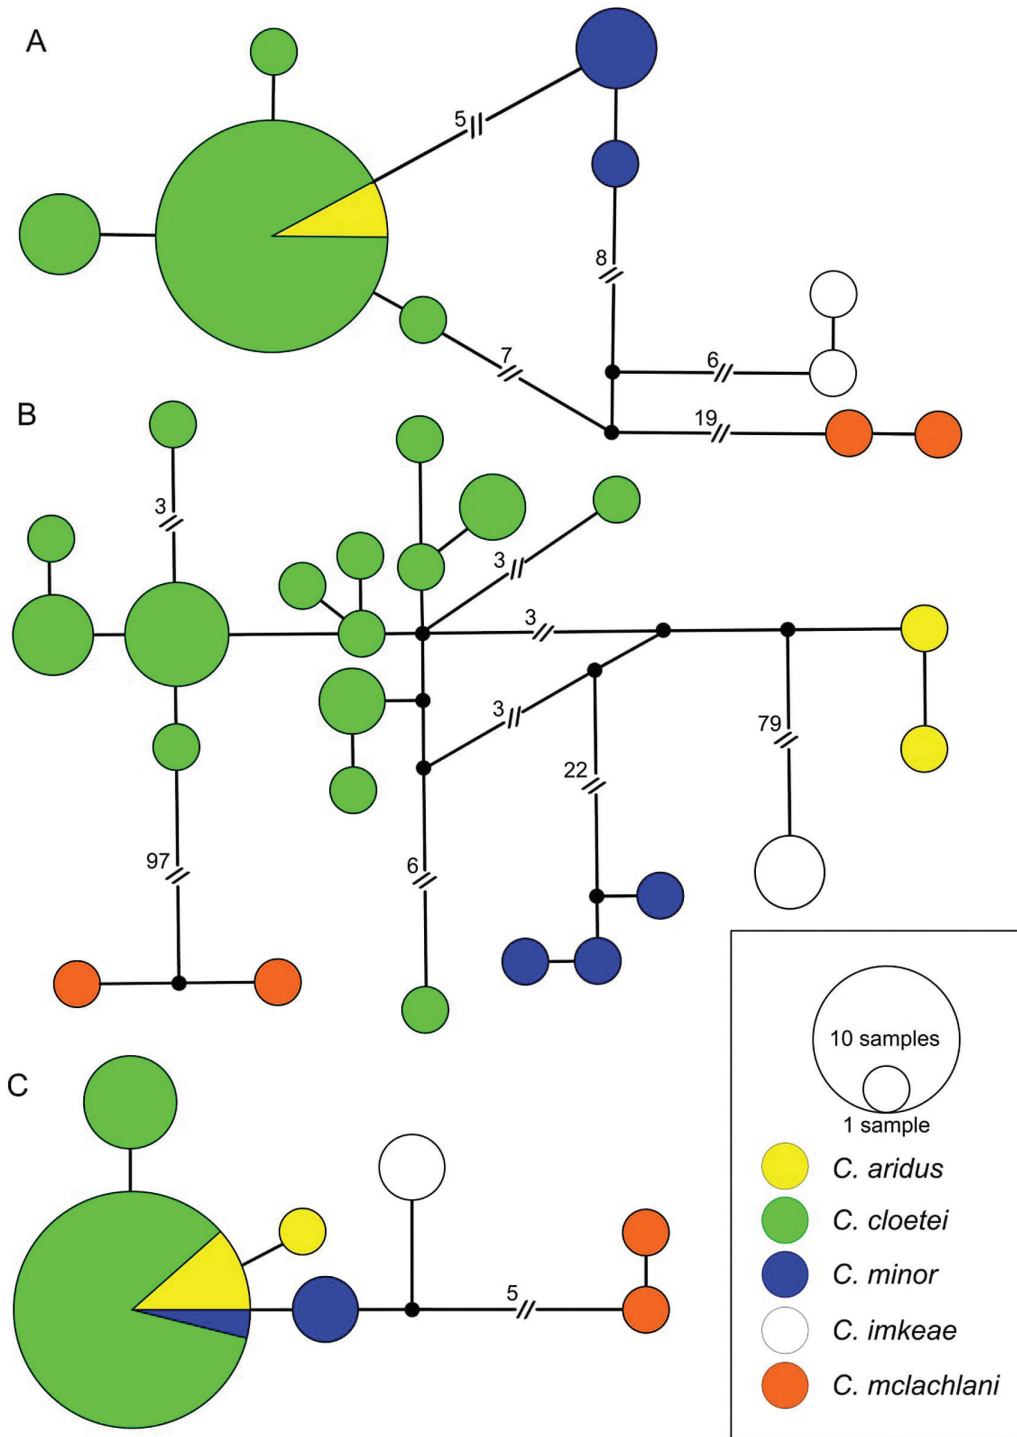 A
5
8
7
6
19
B
3
3
3
3
79
22
97
6
C
5
10 samples
1 sample
C. aridus
C. cloetei
C. minor
C. imkeae
C. mclachlani